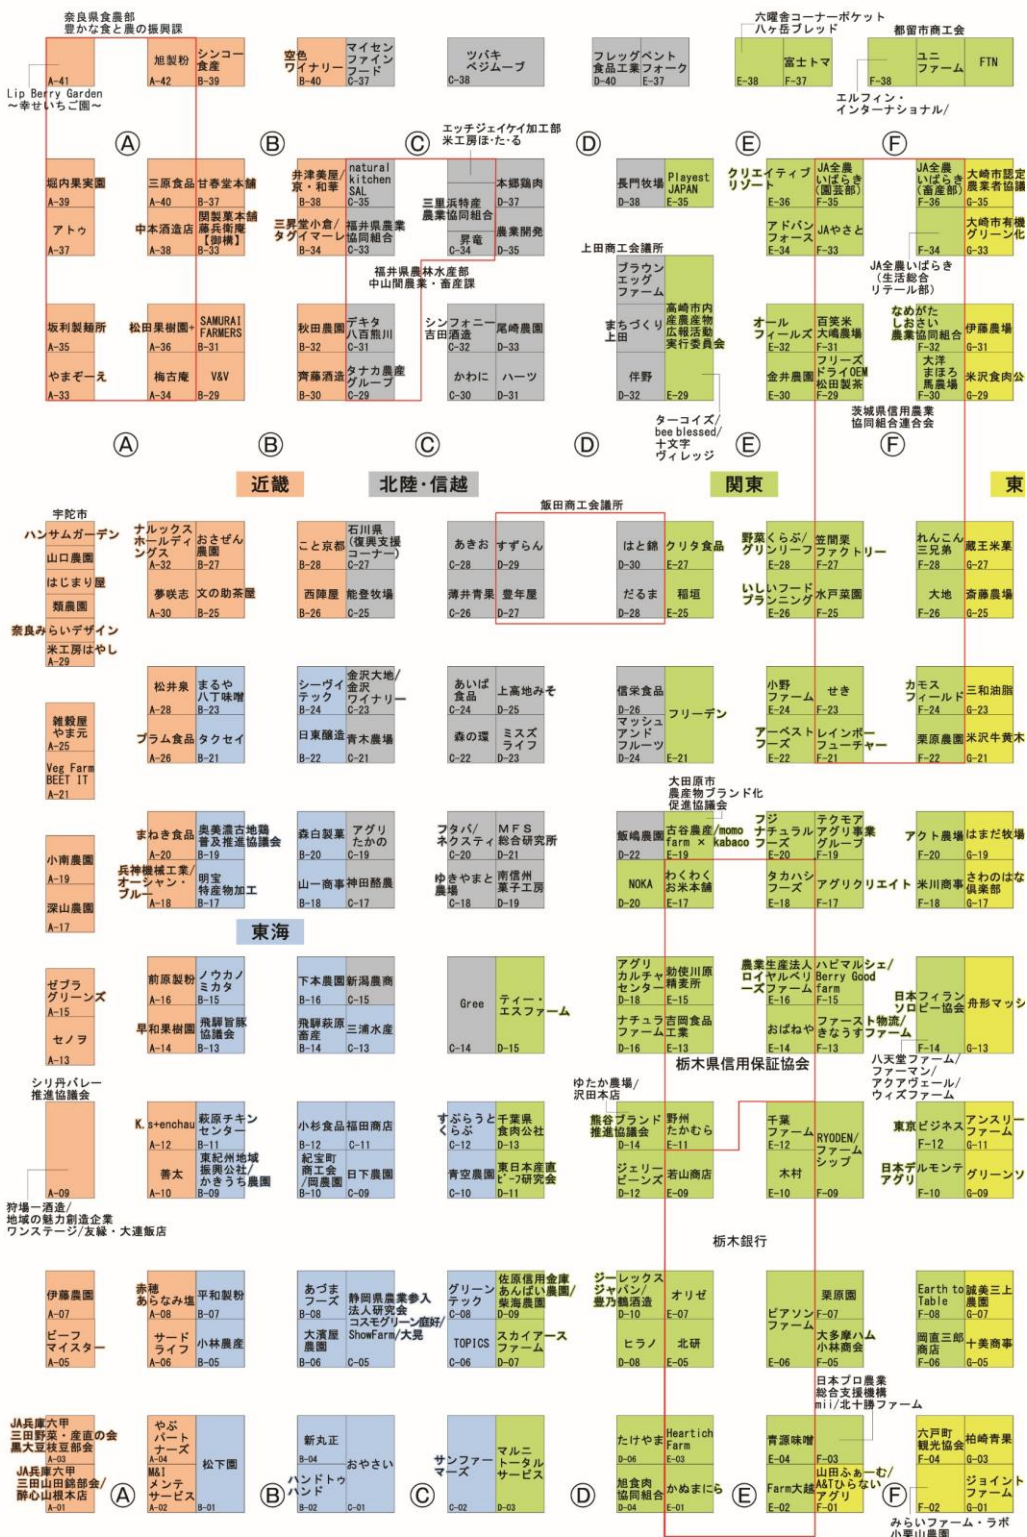 奈良県食農部
豊かな食と農の振興課
六曜舎コーナーポケット
八ヶ岳ブレッド
都留市商工会
A-41
旭製粉
A-42
シンコー
食産
B-39
空色
ワイナリー
B-40
マイセン
ファイン
フード
C-37
ツバキ
ベジムーブ
C-38
フレッグ
食品工業
D-40
ベント
フォーク
E-37
E-38
富士トマ
F-37
F-38
ユニ
ファーム
FTN
Lip Berry Garden
～幸せいちご園～
エルフィン・
インターナショナル/
エッチジェイケイ加工部
米工房ほ・た・る
Ⓐ
Ⓑ
Ⓒ
Ⓓ
Ⓔ
Ⓕ
堀内果実園
A-39
三原食品
A-40
甘春堂本舗
B-37
井津美屋/
京・和華
B-36
natural
kitchen
SAL
C-35
三里浜特産
農業協同組合
本郷鶏肉
D-37
長門牧場
D-38
Playest
JAPAN
E-35
クリエイティブ
リゾート
E-36
JA全農
いばらき
(園芸部)
F-35
JA全農
いばらき
(畜産部)
F-36
大崎市認定
農業者協議
G-35
アトゥ
A-37
中本酒造店
A-38
関製菓本舗
藤兵衛庵
【御構】
B-33
三昇堂小倉/
タグイマーレ
B-34
福井県農業
協同組合
C-33
昇竜
C-34
農業開発
D-35
アドバン
フォース
E-34
JAやさと
F-33
F-34
大崎市有機
グリーン化
G-33
福井県農林水産部
中山間農業・畜産課
上田商工会議所
JA全農いばらき
(生活総合
リテール部)
ブラウン
エッグ
ファーム
まちづくり
上田
伴野
D-32
高崎市内
産農産物
広報活動
実行委員会
E-29
坂利製麺所
A-35
松田果樹園+
A-36
SAMURAI
FARMERS
B-31
秋田農園
B-32
デキタ
八百熊川
C-31
シンフォニー
吉田酒造
C-32
尾崎農園
D-33
オール
フィールズ
E-32
百笑米
大嶋農場
F-31
なめがた
しおさい
農業協同組合
F-32
伊藤農場
G-31
やまぞーえ
A-33
梅古庵
A-34
V&V
B-29
齊藤酒造
B-30
タナカ農産
グループ
C-29
かわに
C-30
ハーツ
D-31
金井農園
E-30
フリーズ
ドライOEM
松田製茶
F-29
大洋
まほろ
馬農場
F-30
米沢食肉公
G-29
ターコイズ/
bee blessed/
十文字
ヴィレッジ
茨城県信用農業
協同組合連合会
Ⓐ
Ⓑ
Ⓒ
Ⓓ
Ⓔ
Ⓕ
近畿
北陸・信越
関東
東
宇陀市
飯田商工会議所
ハンサムガーデン
山口農園
はじまり屋
類農園
奈良みらいデザイン
米工房はやし
A-29
ナルックス
ホールディ
ングス
A-32
おさぜん
農園
B-27
こと京都
B-28
石川県
(復興支援
コーナー)
C-27
あきお
C-28
すずらん
D-29
はと錦
D-30
クリタ食品
E-27
野菜くらぶ/
グリンリーフ
E-28
笠間栗
ファクトリー
F-27
れんこん
三兄弟
F-28
蔵王米菓
G-27
夢咲志
A-30
文の助茶屋
B-25
西陣屋
B-26
能登牧場
C-25
薄井青果
C-26
豊年屋
D-27
だるま
D-28
稲垣
E-25
いしいフード
プランニング
E-26
水戸菜園
F-25
大地
F-26
斎藤農場
G-25
雑穀屋
やま元
A-25
松井泉
A-28
まるや
八丁味噌
B-23
シーヴイ
テック
B-24
金沢大地/
金沢
ワイナリー
C-23
あいば
食品
C-24
上高地みそ
D-25
信栄食品
D-26
フリーデン
E-21
小野
ファーム
E-24
せき
F-23
カモス
フィールド
F-24
三和油脂
G-23
Veg Farm
BEET IT
A-21
プラム食品
A-26
タクセイ
B-21
日東醸造
B-22
青木農場
C-21
森の環
C-22
ミスズ
ライフ
D-23
マッシュ
アンド
フルーツ
D-24
アーベスト
フーズ
E-22
レインボー
フューチャー
F-21
栗原農園
F-22
米沢牛黄木
G-21
大田原市
農産物ブランド化
促進協議会
小南農園
A-19
まねき食品
A-20
奥美濃古地鶏
普及推進協議会
B-19
森白製菓
B-20
アグリ
たかの
C-19
フタバ/
ネクスティ
C-20
ＭＦＳ
総合研究所
D-21
飯嶋農園
D-22
古谷農産/momo
farm × kabaco
E-19
フジ
ナチュラル
フーズ
E-20
テクモア
アグリ事業
グループ
F-19
アクト農場
F-20
はまだ牧場
G-19
深山農園
A-17
兵神機械工業/
オーシャン・
ブルー
A-18
明宝
特産物加工
B-17
山一商事
B-18
神田酪農
C-17
ゆきやまと
農場
C-18
南信州
菓子工房
D-19
NOKA
D-20
わくわく
お米本舗
E-17
タカハシ
フーズ
E-18
アグリクリエイト
F-17
米川商事
F-18
さわのはな
倶楽部
G-17
東海
ゼブラ
グリーンズ
A-15
前原製粉
A-16
ノウカノ
ミカタ
B-15
下本農園
B-16
新潟農商
C-15
Gree
C-14
ティー・
エスファーム
D-15
アグリ
カルチャ
センター
D-18
勅使川原
精麦所
E-15
農業生産法人
ロイヤルベリ
ーズファーム
E-16
ハピマルシェ/
Berry Good
farm
F-15
日本フィラン
ソロピー協会
F-14
舟形マッシ
G-13
セノヲ
A-13
早和果樹園
A-14
飛騨旨豚
協議会
B-13
飛騨萩原
畜産
B-14
三浦水産
C-13
ナチュラ
ファーム
D-16
吉岡食品
工業
E-13
おばねや
E-14
ファースト物流/
きなうすファーム
F-13
栃木県信用保証協会
八天堂ファーム/
ファーマン/
アクアヴェール/
ウィズファーム
シリ丹バレー
推進協議会
ゆたか農場/
沢田本店
A-09
K.s+enchau
A-12
萩原チキン
センター
B-11
小杉食品
B-12
福田商店
C-11
すぷらうと
くらぶ
C-12
千葉県
食肉公社
D-13
熊谷ブランド
推進協議会
D-14
野州
たかむら
E-11
千葉
ファーム
E-12
RYODEN/
ファーム
シップ
F-09
東京ビジネス
F-12
アンスリー
ファーム
G-11
善太
A-10
東紀州地域
振興公社/
かきうち農園
B-09
紀宝町
商工会
/岡農園
B-10
日下農園
C-09
青空農園
C-10
東日本産直
ﾋﾞｰﾌ研究会
D-11
ジェリー
ビーンズ
D-12
若山商店
E-09
木村
E-10
日本デルモンテ
アグリ
F-10
グリーンソ
G-09
狩場一酒造/
地域の魅力創造企業
ワンステージ/友縁・大連飯店
栃木銀行
伊藤農園
A-07
赤穂
あらなみ塩
A-08
平和製粉
B-07
あづま
フーズ
B-08
静岡県農業参入
法人研究会
コスモグリーン庭好/
ShowFarm/大晃
C-05
グリーン
テック
C-08
佐原信用金庫
あんばい農園/
柴海農園
D-09
ジーレックス
ジャパン/
豊乃鶴酒造
D-10
オリゼ
E-07
ビアソン
ファーム
E-06
栗原園
F-07
Earth to
Table
F-08
誠美三上
農園
G-07
ビーフ
マイスター
A-05
サード
ライフ
A-06
小林農産
B-05
大濱屋
農園
B-06
TOPICS
C-06
スカイアース
ファーム
D-07
ヒラノ
D-08
北研
E-05
大多摩ハム
小林商会
F-05
岡直三郎
商店
F-06
十美商事
G-05
日本プロ農業
総合支援機構
mii/北十勝ファーム
JA兵庫六甲
三田野菜・産直の会
黒大豆枝豆部会
A-03
やぶ
パート
ナーズ
A-04
松下園
B-01
新丸正
B-04
おやさい
C-01
サンファー
マーズ
C-02
マルニ
トータル
サービス
D-03
たけやま
D-06
Heartich
Farm
E-03
青源味噌
E-04
F-03
六戸町
観光協会
F-04
柏崎青果
G-03
JA兵庫六甲
三田山田錦部会/
酔心山根本店
A-01
M&I
メンテ
サービス
A-02
ハンドトゥ
ハンド
B-02
旭食肉
協同組合
D-04
かぬまにら
E-01
Farm大越
E-02
山田ふぁーむ/
A&Tひらない
アグリ
F-01
F-02
ジョイント
ファーム
G-01
Ⓐ
Ⓑ
Ⓒ
Ⓓ
Ⓔ
Ⓕ
みらいファーム・ラボ
小栗山農園